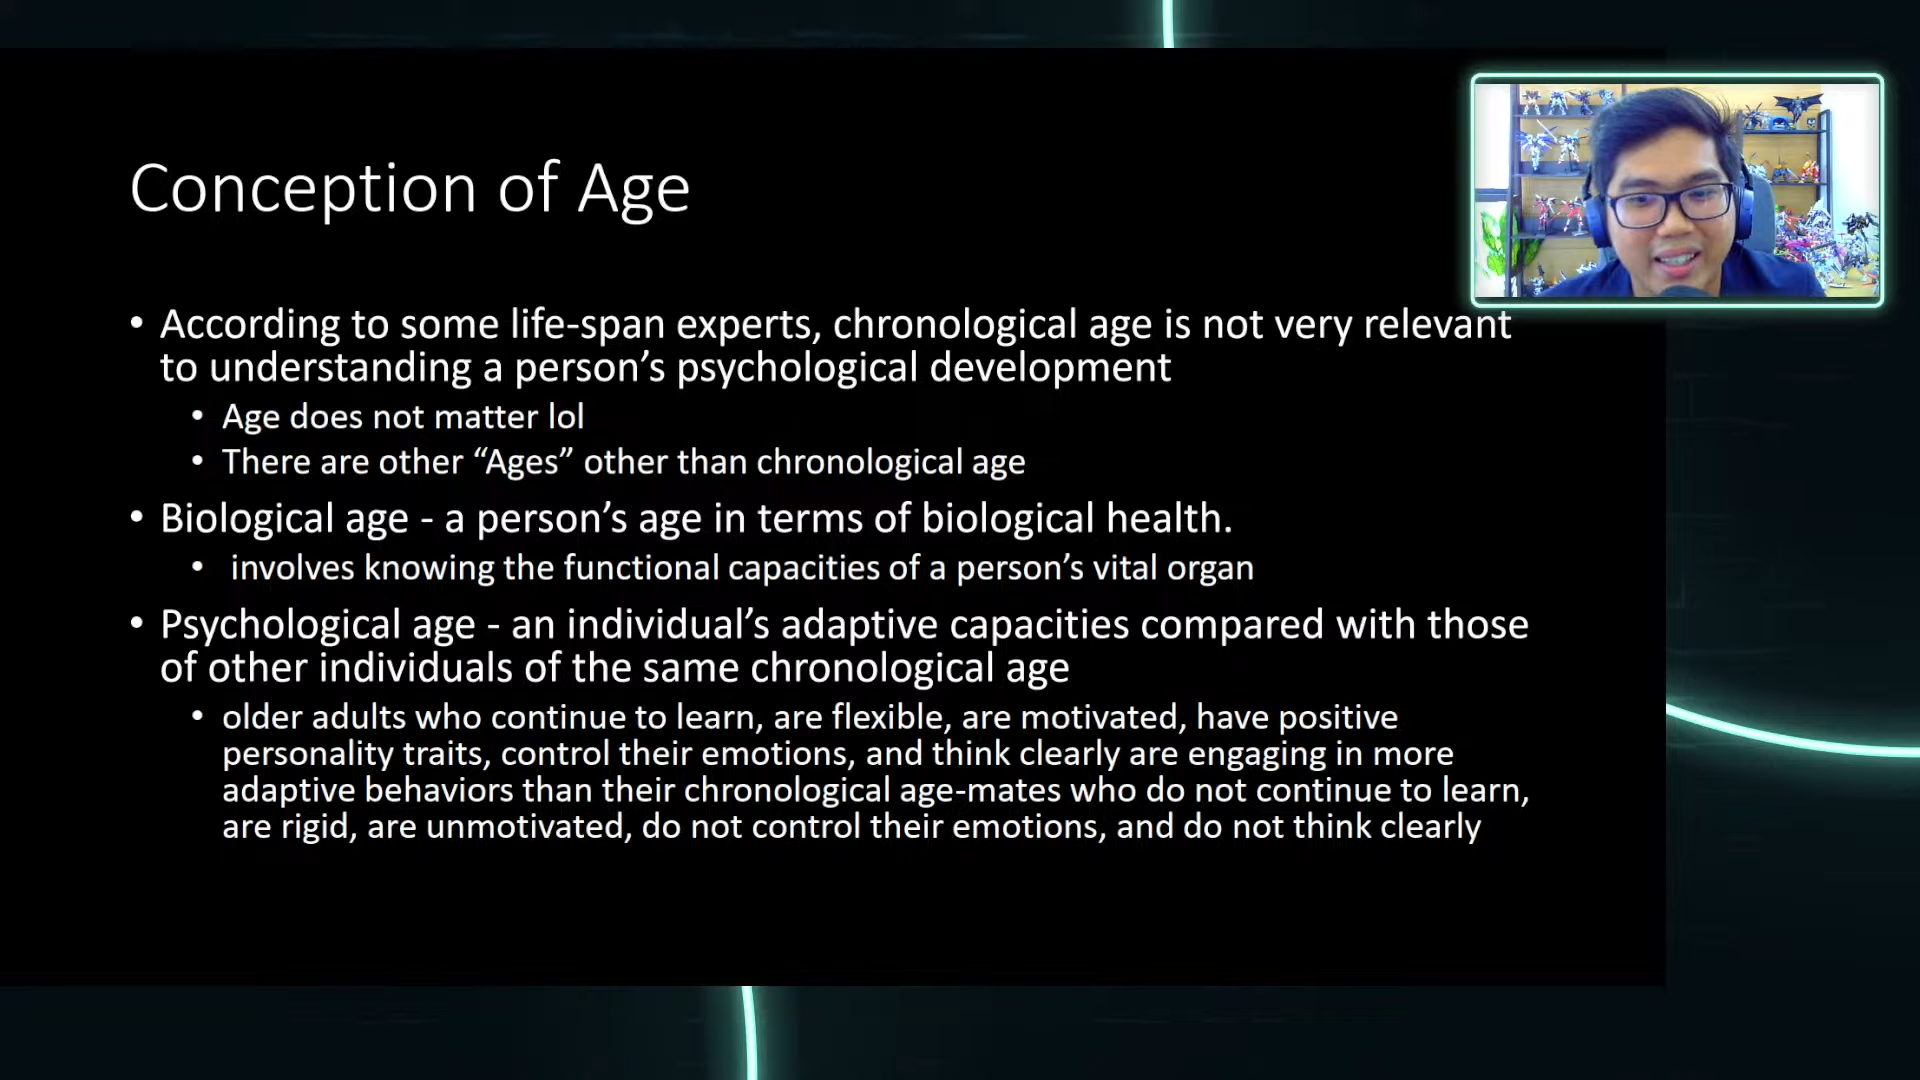 Conception of Age
• According to some life-span experts, chronological age is not very relevant
to understanding a person’s psychological development
• Age does not matter lol
• There are other “Ages” other than chronological age
• Biological age - a person’s age in terms of biological health.
• involves knowing the functional capacities of a person’s vital organ
• Psychological age - an individual’s adaptive capacities compared with those
of other individuals of the same chronological age
• older adults who continue to learn, are flexible, are motivated, have positive
personality traits, control their emotions, and think clearly are engaging in more
adaptive behaviors than their chronological age-mates who do not continue to learn,
are rigid, are unmotivated, do not control their emotions, and do not think clearly